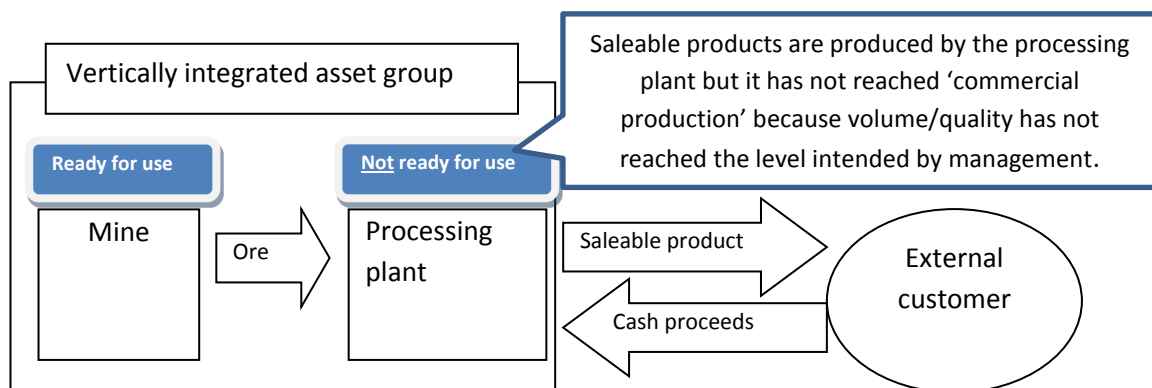 Vertically integrated asset group
Saleable products are produced by the processing
plant but it has not reached ‘commercial
production’ because volume/quality has not
reached the level intended by management.
Ready for use
Not ready for use
Mine
Ore
Processing
plant
Saleable product
Cash proceeds
External
customer